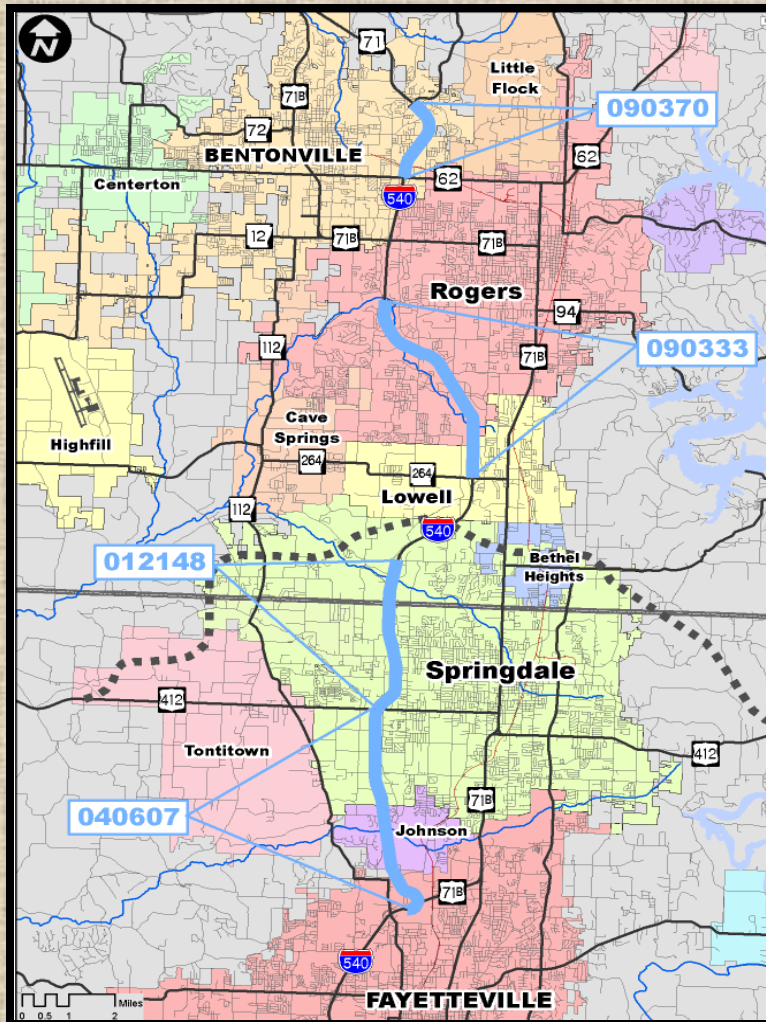 N
71
Little
Flock
71B
090370
72
BENTONVILLE
62
62
Centerton
540
12
71B
71B
Rogers
94
112
090333
71B
Cave
Springs
Highfill
264
264
Lowell
112
540
012148
Bethel
Heights
Springdale
412
Tontitown
412
71B
040607
Johnson
71B
540
FAYETTEVILLE
0 0.5 1 2 Miles